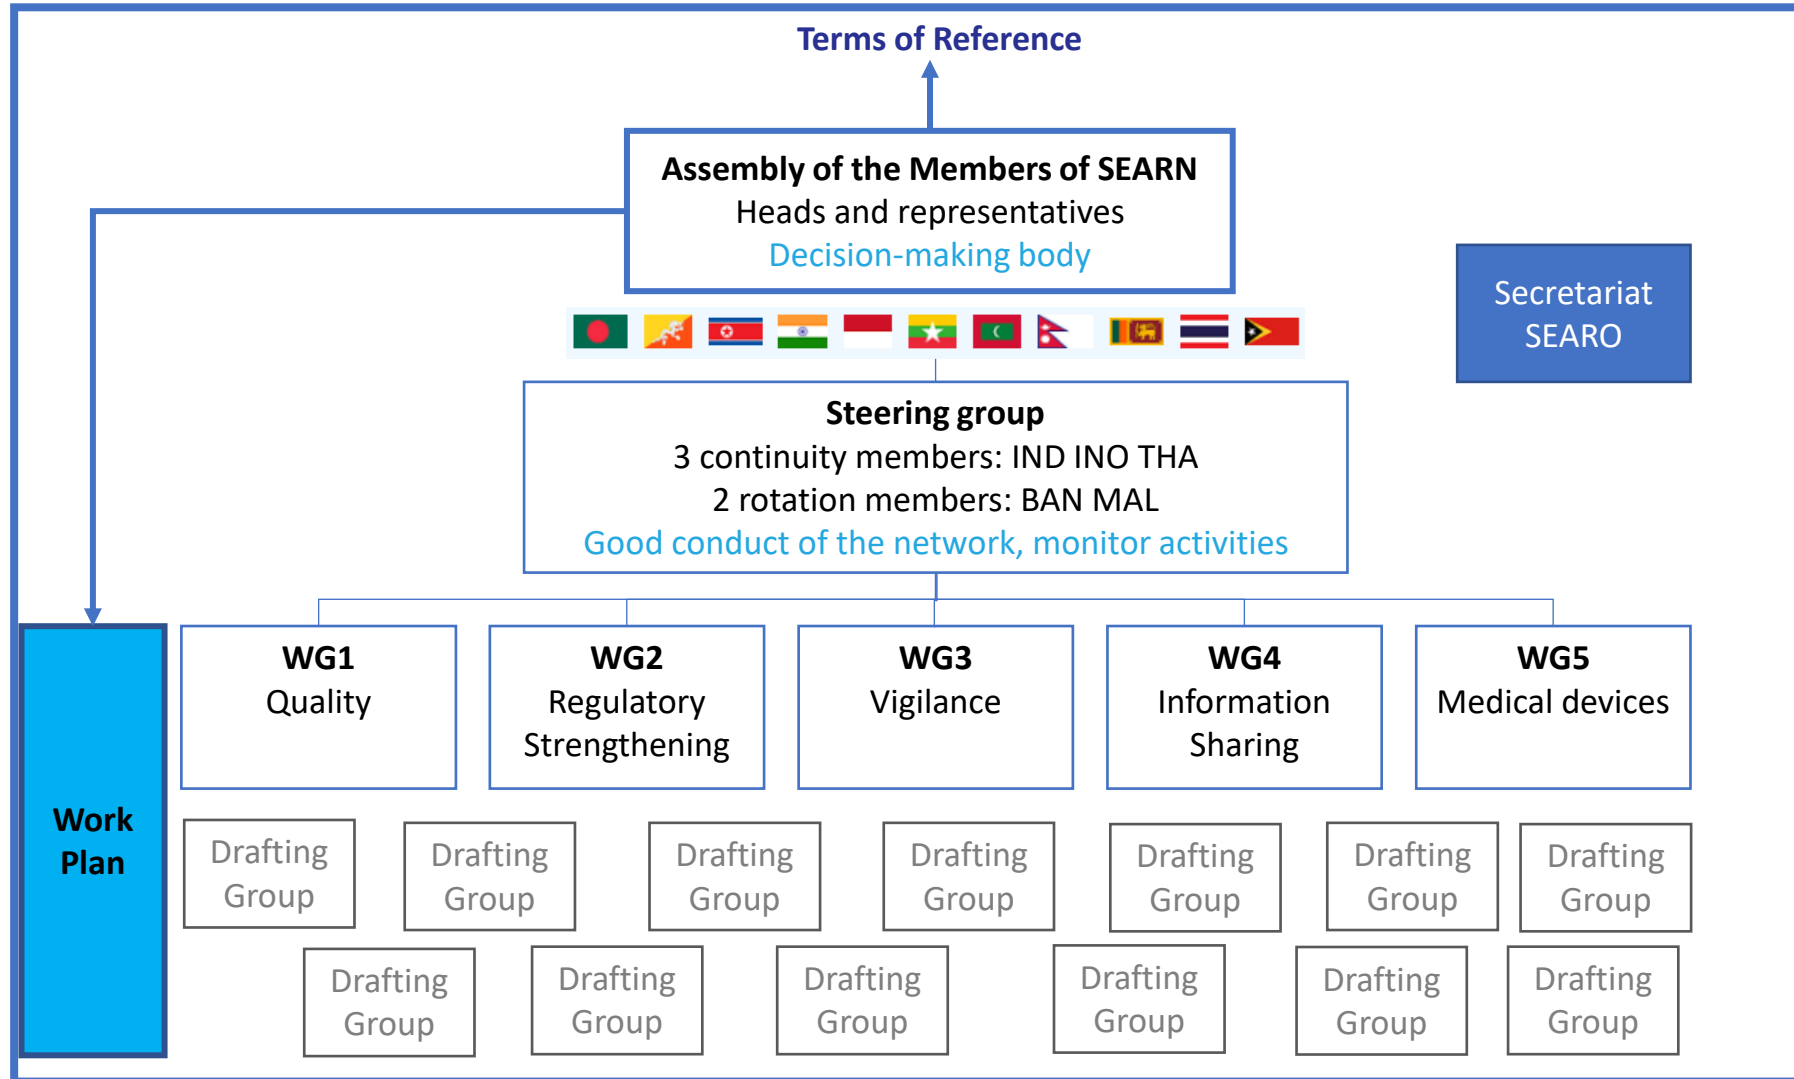 Terms of Reference
Assembly of the Members of SEARN
Heads and representatives
Decision-making body
Secretariat
SEARO
Steering group
3 continuity members: IND INO THA
2 rotation members: BAN MAL
Good conduct of the network, monitor activities
Work
Plan
WG1
Quality
WG2
Regulatory
Strengthening
WG3
Vigilance
WG4
Information
Sharing
WG5
Medical devices
Drafting
Group
Drafting
Group
Drafting
Group
Drafting
Group
Drafting
Group
Drafting
Group
Drafting
Group
Drafting
Group
Drafting
Group
Drafting
Group
Drafting
Group
Drafting
Group
Drafting
Group